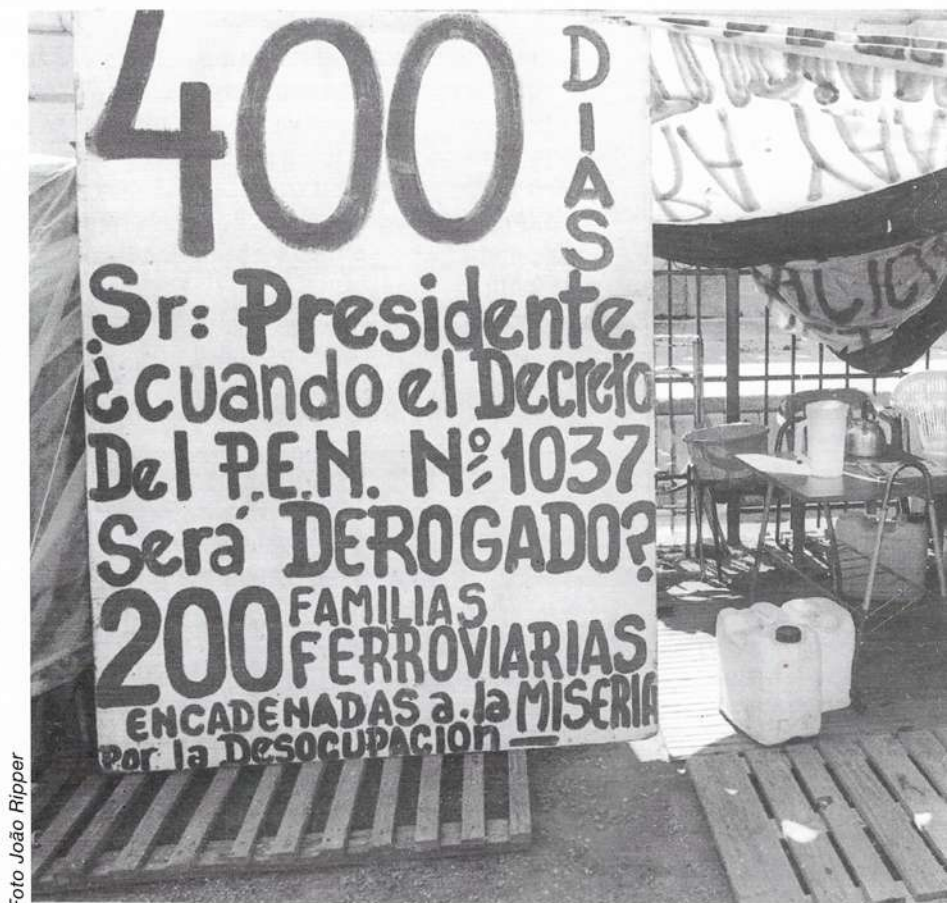 400
DIAS
Sr: Presidente
¿cuando el Decreto
Del P.E.N. Nº 1037
Será DEROGADO?
200 FAMILIAS
FERROVIARIAS
ENCADENADAS a la MISERIA
Por la DESOCUPACIÓN —
Foto João Ripper